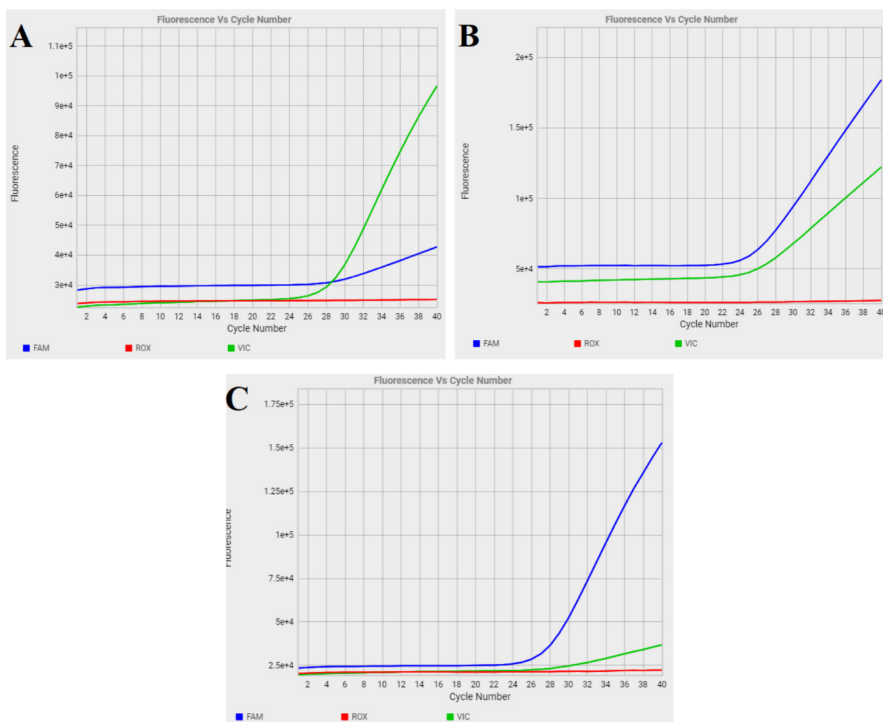 A
Fluorescence Vs Cycle Number
1.1e+5
1e+5
9e+4
8e+4
7e+4
6e+4
5e+4
4e+4
3e+4
Fluorescence
2 4 6 8 10 12 14 16 18 20 22 24 26 28 30 32 34 36 38 40
Cycle Number
FAM ROX VIC
B
Fluorescence Vs Cycle Number
2e+5
1.5e+5
1e+5
5e+4
Fluorescence
2 4 6 8 10 12 14 16 18 20 22 24 26 28 30 32 34 36 38 40
Cycle Number
FAM ROX VIC
C
Fluorescence Vs Cycle Number
1.75e+5
1.5e+5
1.25e+5
1e+5
7.5e+4
5e+4
2.5e+4
Fluorescence
2 4 6 8 10 12 14 16 18 20 22 24 26 28 30 32 34 36 38 40
Cycle Number
FAM ROX VIC